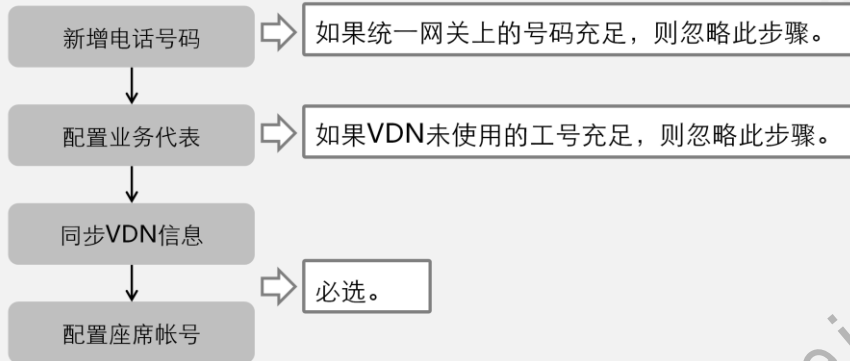 新增电话号码
如果统一网关上的号码充足，则忽略此步骤。
配置业务代表
如果VDN未使用的工号充足，则忽略此步骤。
同步VDN信息
必选。
配置座席帐号